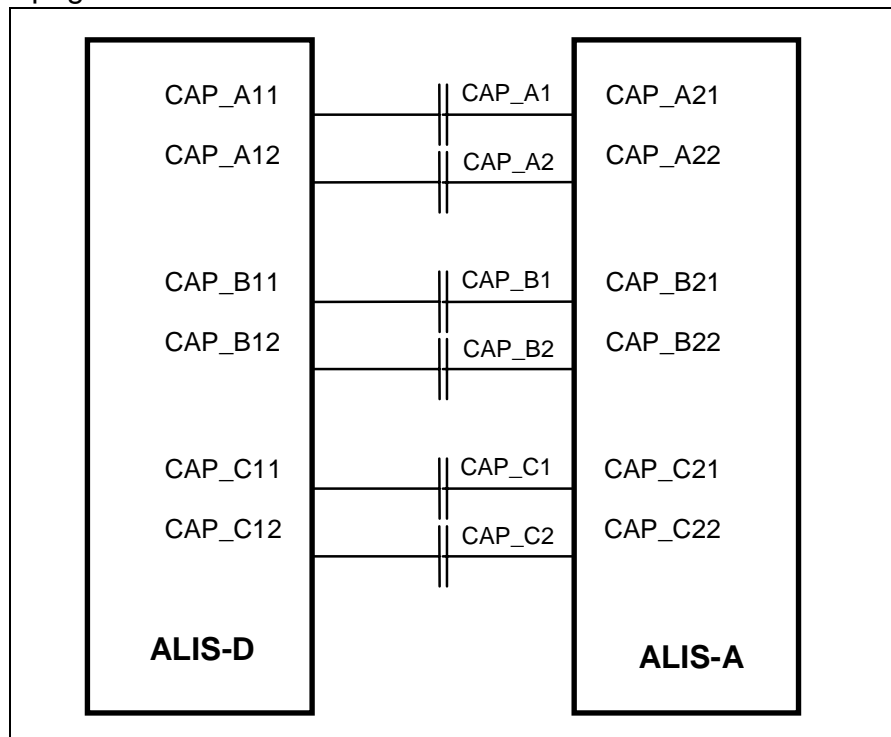 CAP_A11 CAP_A1 CAP_A21
CAP_A12 CAP_A2 CAP_A22
CAP_B11 CAP_B1 CAP_B21
CAP_B12 CAP_B2 CAP_B22
CAP_C11 CAP_C1 CAP_C21
CAP_C12 CAP_C2 CAP_C22
ALIS-D ALIS-A